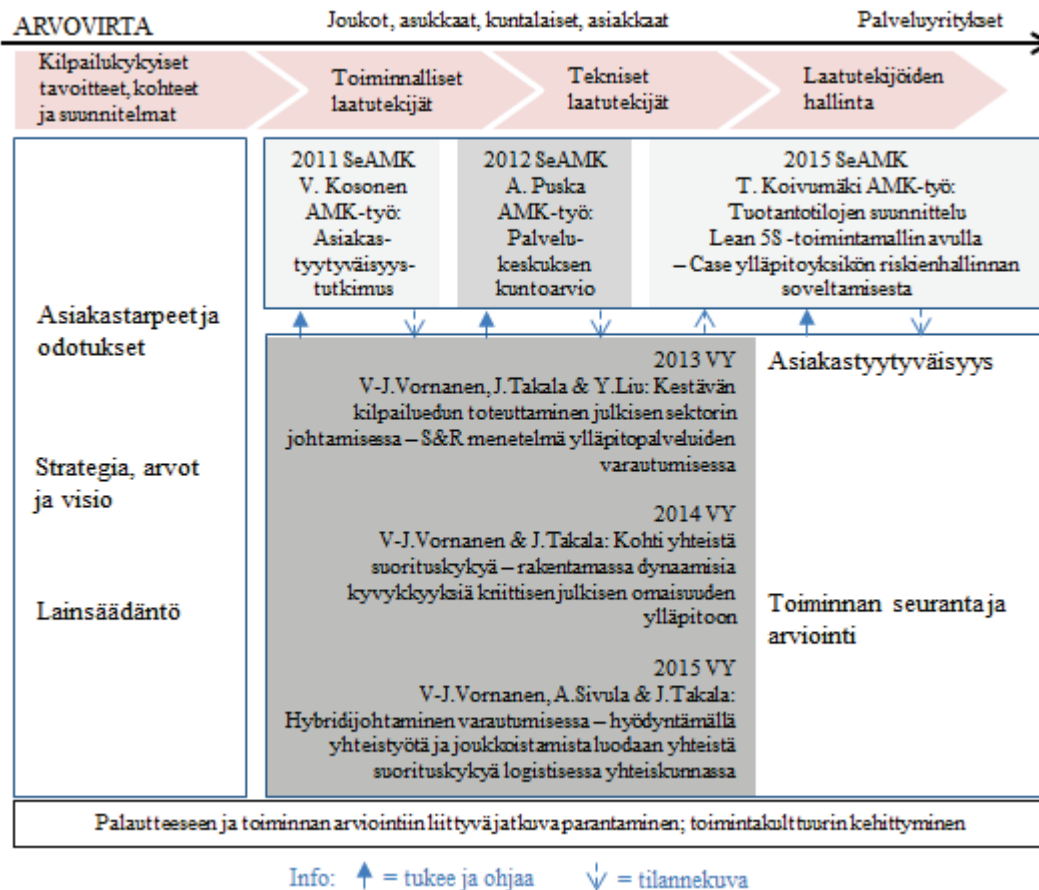 ARVOVIRTA
Joukot, asukkaat, kuntalaiset, asiakkaat
Palveluyritykset
Kilpailukykyiset
tavoitteet, kohteet
ja suunnitelmat
Toiminnalliset
laatutekijät
Tekniset
laatutekijät
Laatutekijöiden
hallinta
Asiakastarpeet ja
odotukset
Strategia, arvot
ja visio
Lainsäädäntö
2011 SeAMK
V. Kosonen
AMK-työ:
Asiakas-
tyytyväisyys-
tutkimus
2012 SeAMK
A. Puska
AMK-työ:
Palvelu-
keskuksen
kuntoarvio
2015 SeAMK
T. Koivumäki AMK-työ:
Tuotantotilojen suunnittelu
Lean 5S -toimintamallin avulla
– Case ylläpitoyksikön riskienhallinnan
soveltamisesta
2013 VY
V-J.Vornanen, J.Takala & Y.Liu: Kestävän
kilpailuedun toteuttaminen julkisen sektorin
johtamisessa – S&R menetelmä ylläpitopalveluiden
varautumisessa
2014 VY
V-J.Vornanen & J.Takala: Kohti yhteistä
suorituskykyä – rakentamassa dynaamisia
kyvykkyyksiä kriittisen julkisen omaisuuden
ylläpitoon
2015 VY
V-J.Vornanen, A.Sivula & J.Takala:
Hybridijohtaminen varautumisessa – hyödyntämällä
yhteistyötä ja joukkoistamista luodaan yhteistä
suorituskykyä logistisessa yhteiskunnassa
Asiakastyytyväisyys
Toiminnan seuranta ja
arviointi
Palautteeseen ja toiminnan arviointiin liittyvä jatkuva parantaminen; toimintakulttuurin kehittyminen
Info: = tukee ja ohjaa = tilannekuva